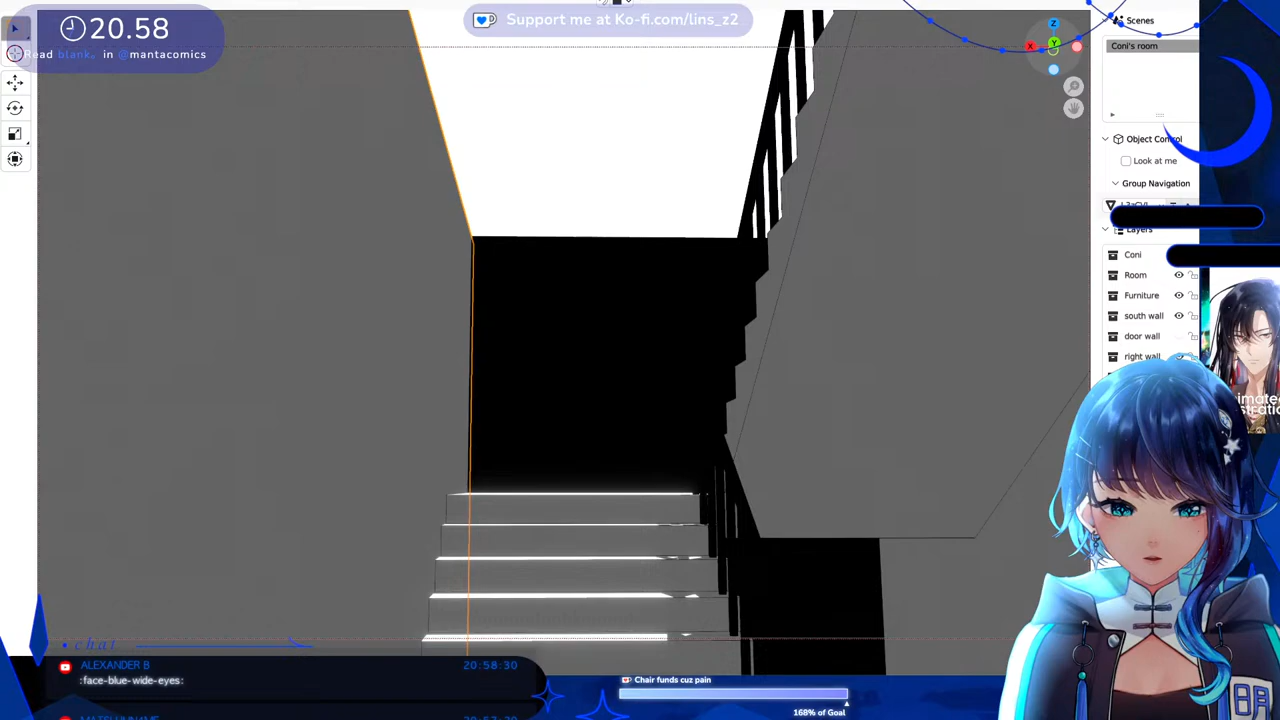 20.58
Read blank。 in @mantacomics
Support me at Ko-fi.com/lins_z2
Z
X
Y
Scenes
Coni's room
Object Control
Look at me
Group Navigation
Layers
Coni
Room
Furniture
south wall
door wall
right wall
chat
ALEXANDER B
20:58:30
:face-blue-wide-eyes:
Chair funds cuz pain
168% of Goal